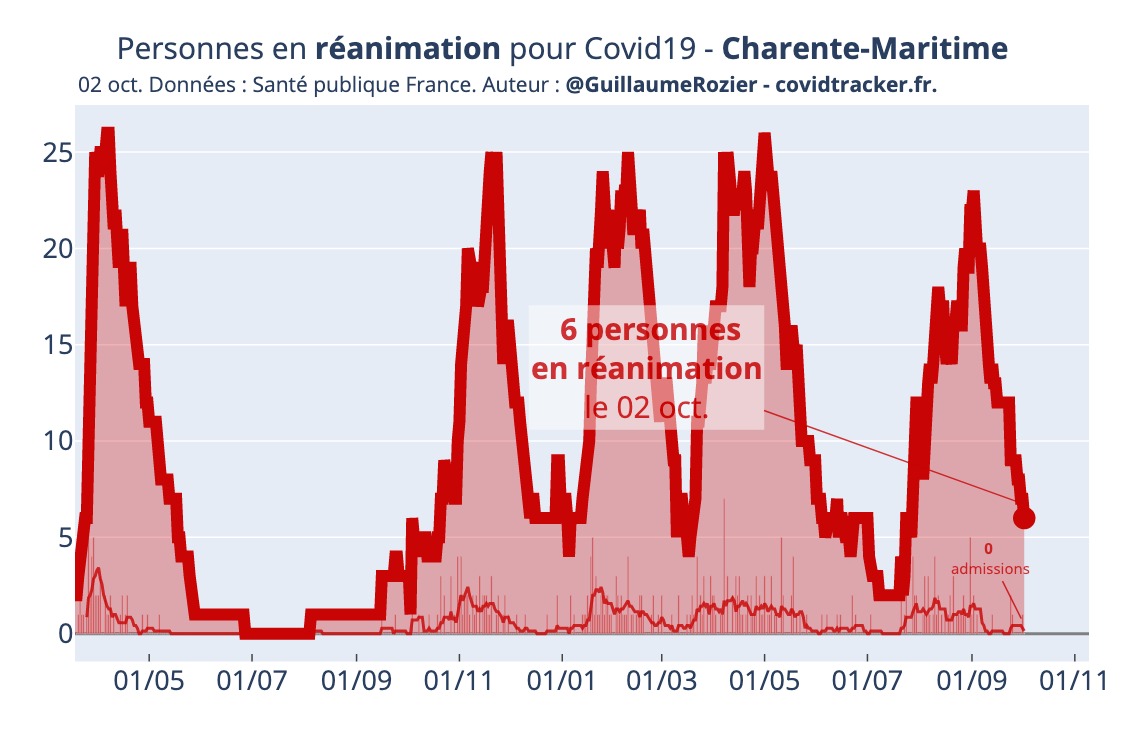 Personnes en réanimation pour Covid19 - Charente-Maritime
02 oct. Données : Santé publique France. Auteur : @GuillaumeRozier - covidtracker.fr.
25
20
15
10
5
0
6 personnes
en réanimation
le 02 oct.
0
admissions
01/05 01/07 01/09 01/11 01/01 01/03 01/05 01/07 01/09 01/11